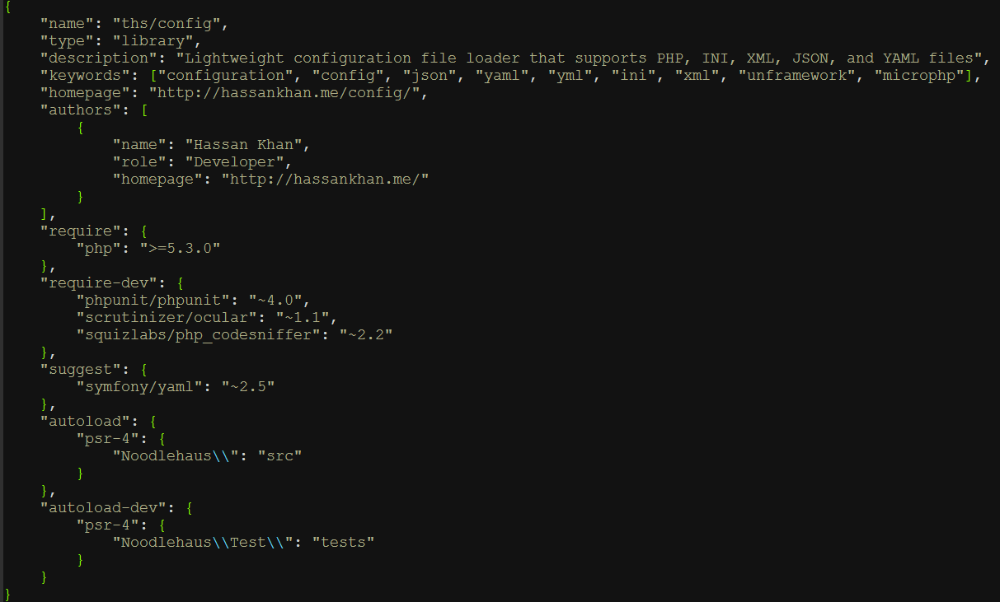 {
    "name": "ths/config",
    "type": "library",
    "description": "Lightweight configuration file loader that supports PHP, INI, XML, JSON, and YAML files",
    "keywords": ["configuration", "config", "json", "yaml", "yml", "ini", "xml", "unframework", "microphp"],
    "homepage": "http://hassankhan.me/config/",
    "authors": [
        {
            "name": "Hassan Khan",
            "role": "Developer",
            "homepage": "http://hassankhan.me/"
        }
    ],
    "require": {
        "php": ">=5.3.0"
    },
    "require-dev": {
        "phpunit/phpunit": "~4.0",
        "scrutinizer/ocular": "~1.1",
        "squizlabs/php_codesniffer": "~2.2"
    },
    "suggest": {
        "symfony/yaml": "~2.5"
    },
    "autoload": {
        "psr-4": {
            "Noodlehaus\\": "src"
        }
    },
    "autoload-dev": {
        "psr-4": {
            "Noodlehaus\\Test\\": "tests"
        }
    }
}